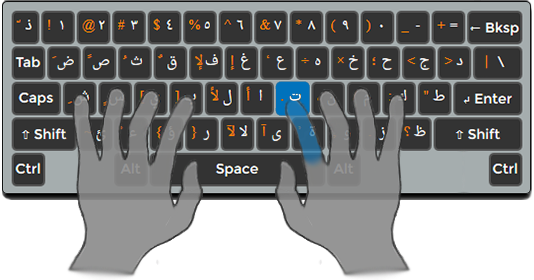 ذ ّ ! ١ @ ٢ # ٣ $ ٤ % ٥ ^ ٦ & ٧ * ٨ ) ٩ ( ٠ _ - + = ← Bksp
Tab ض َ ص ً ث ُ ق ٌ ف لإ غ إ ع ‘ ه ÷ خ × ح ؛ ج < د > | \
Caps ش ِ ل لأ ا أ ت ط " ↲ Enter
⇧ Shift ر { لا لآ ى آ ة ظ ؟ ⇧ Shift
Ctrl Alt Space Alt Ctrl